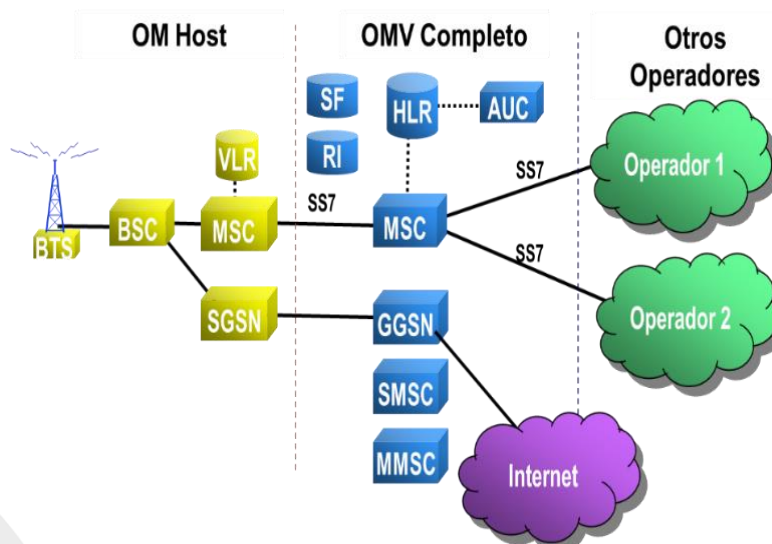 OM Host
OMV Completo
Otros
Operadores
SF
HLR
AUC
VLR
RI
Operador 1
SS7
BTS
BSC
MSC
SS7
MSC
SS7
SGSN
GGSN
Operador 2
SMSC
MMSC
Internet